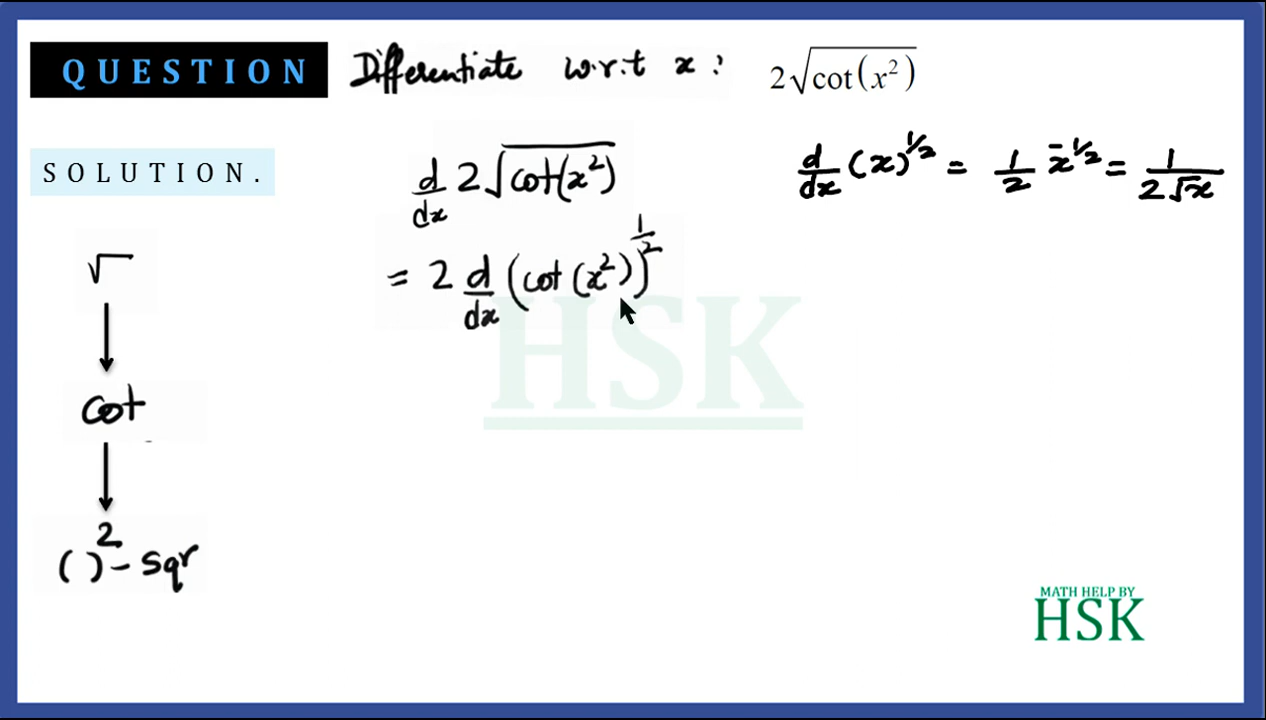 QUESTION Differentiate w.r.t x : 2√cot(x²)
SOLUTION.
d/dx 2√cot(x²)
d/dx (x)^1/2 = 1/2 x^-1/2 = 1/2√x
= 2 d/dx (cot(x²))^1/2
√
cot
( )² - sqr
HSK
MATH HELP BY
HSK